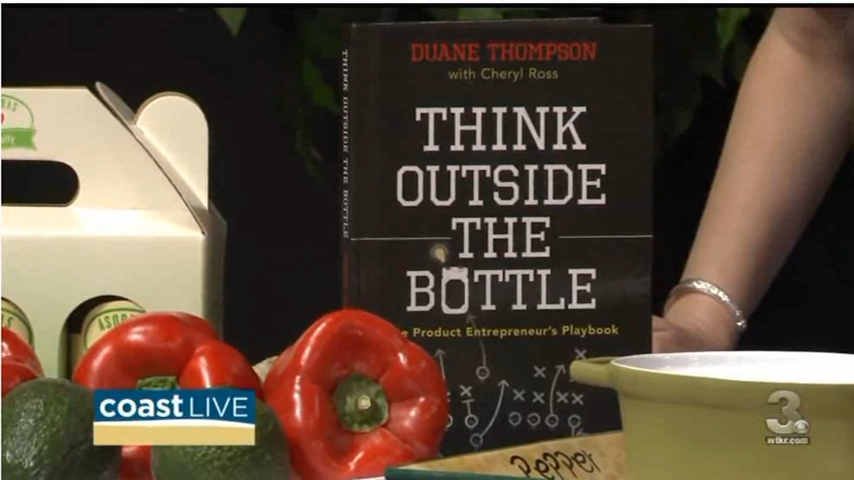 DUANE THOMPSON
with Cheryl Ross
THINK
OUTSIDE
THE
BOTTLE
Product Entrepreneur's Playbook
THINK OUTSIDE THE BOTTLE
coast LIVE
Pepper
3
wtkr.com